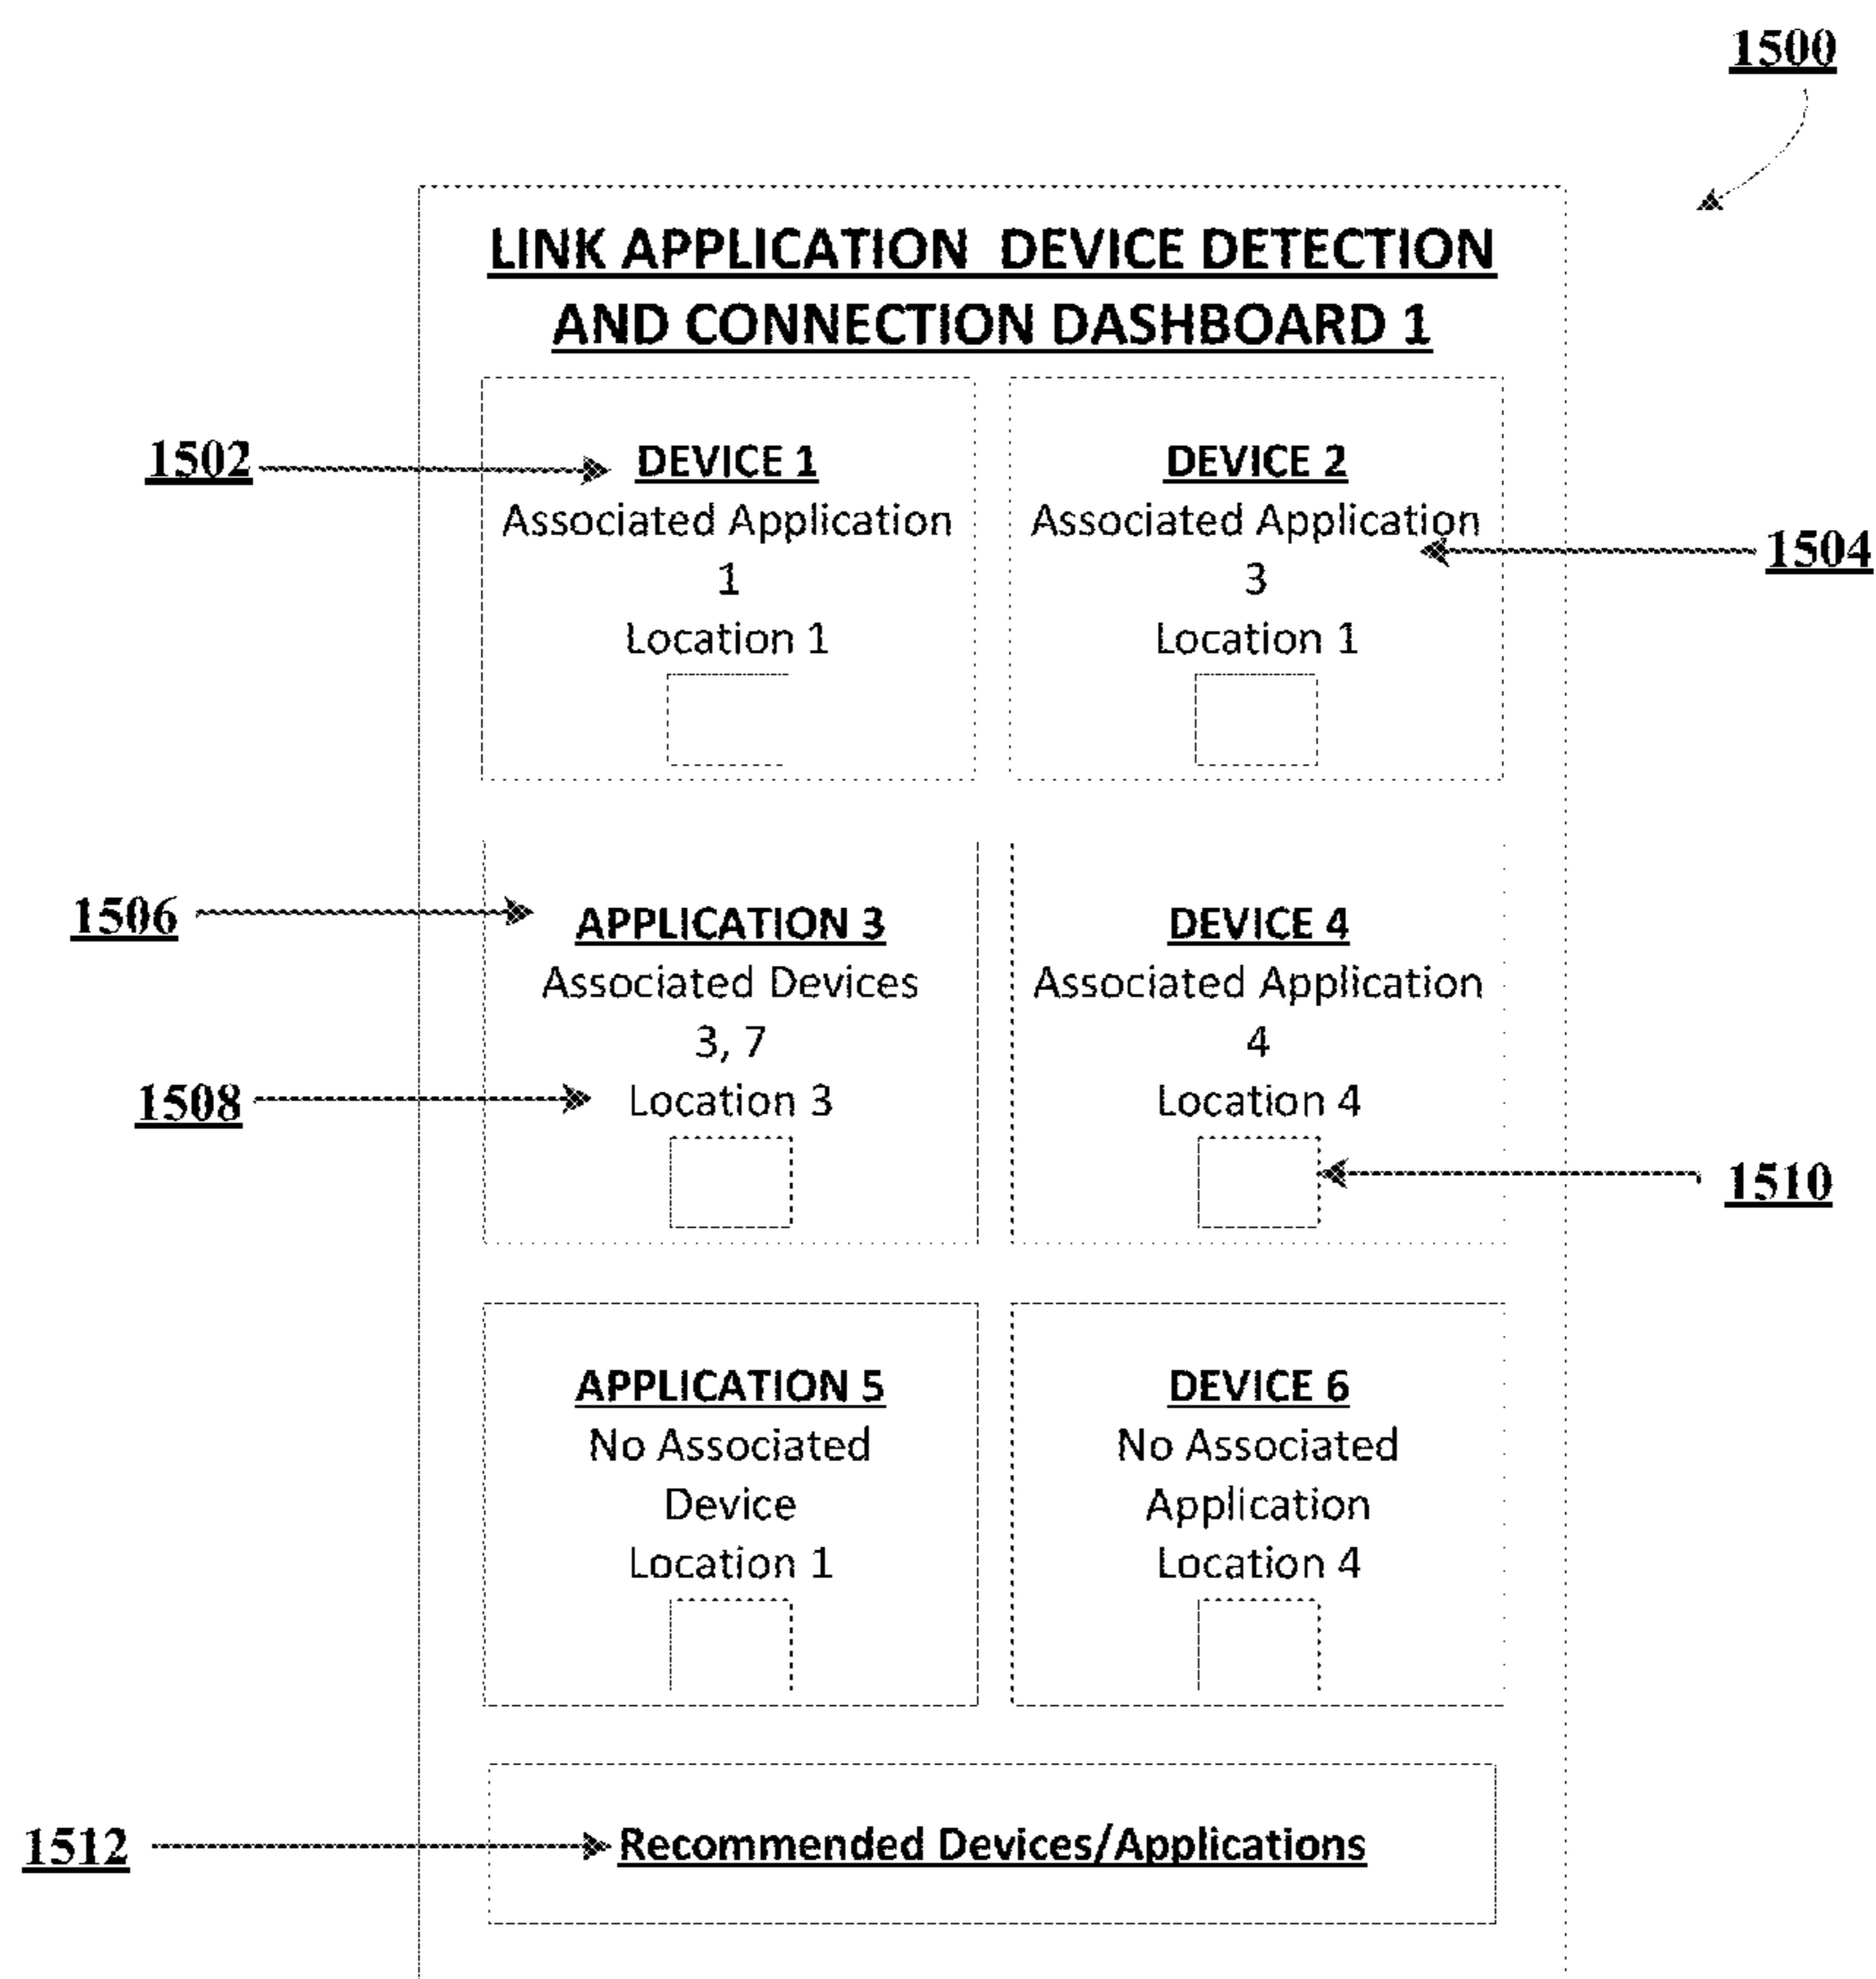 1500
LINK APPLICATION DEVICE DETECTION
AND CONNECTION DASHBOARD 1
1502
DEVICE 1
Associated Application
1
Location 1
DEVICE 2
Associated Application
3
Location 1
1504
1506
APPLICATION 3
Associated Devices
3, 7
Location 3
1508
DEVICE 4
Associated Application
4
Location 4
1510
APPLICATION 5
No Associated
Device
Location 1
DEVICE 6
No Associated
Application
Location 4
1512
Recommended Devices/Applications